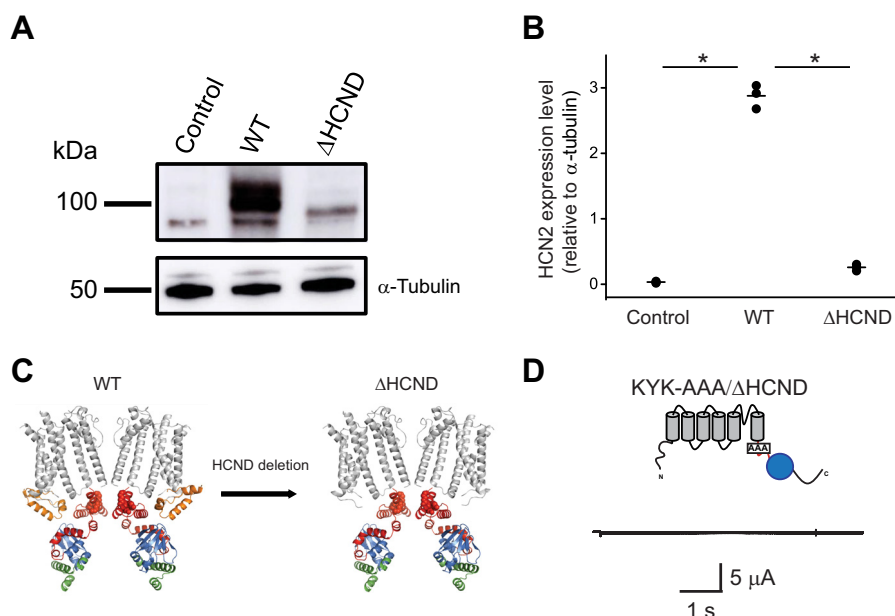 A
Control
WT
ΔHCND
kDa
100
50
α-Tubulin
B
HCN2 expression level
(relative to α-tubulin)
3
2
1
0
*
*
Control
WT
ΔHCND
C
WT
HCND deletion
ΔHCND
D
KYK-AAA/ΔHCND
AAA
N
C
5 μA
1 s